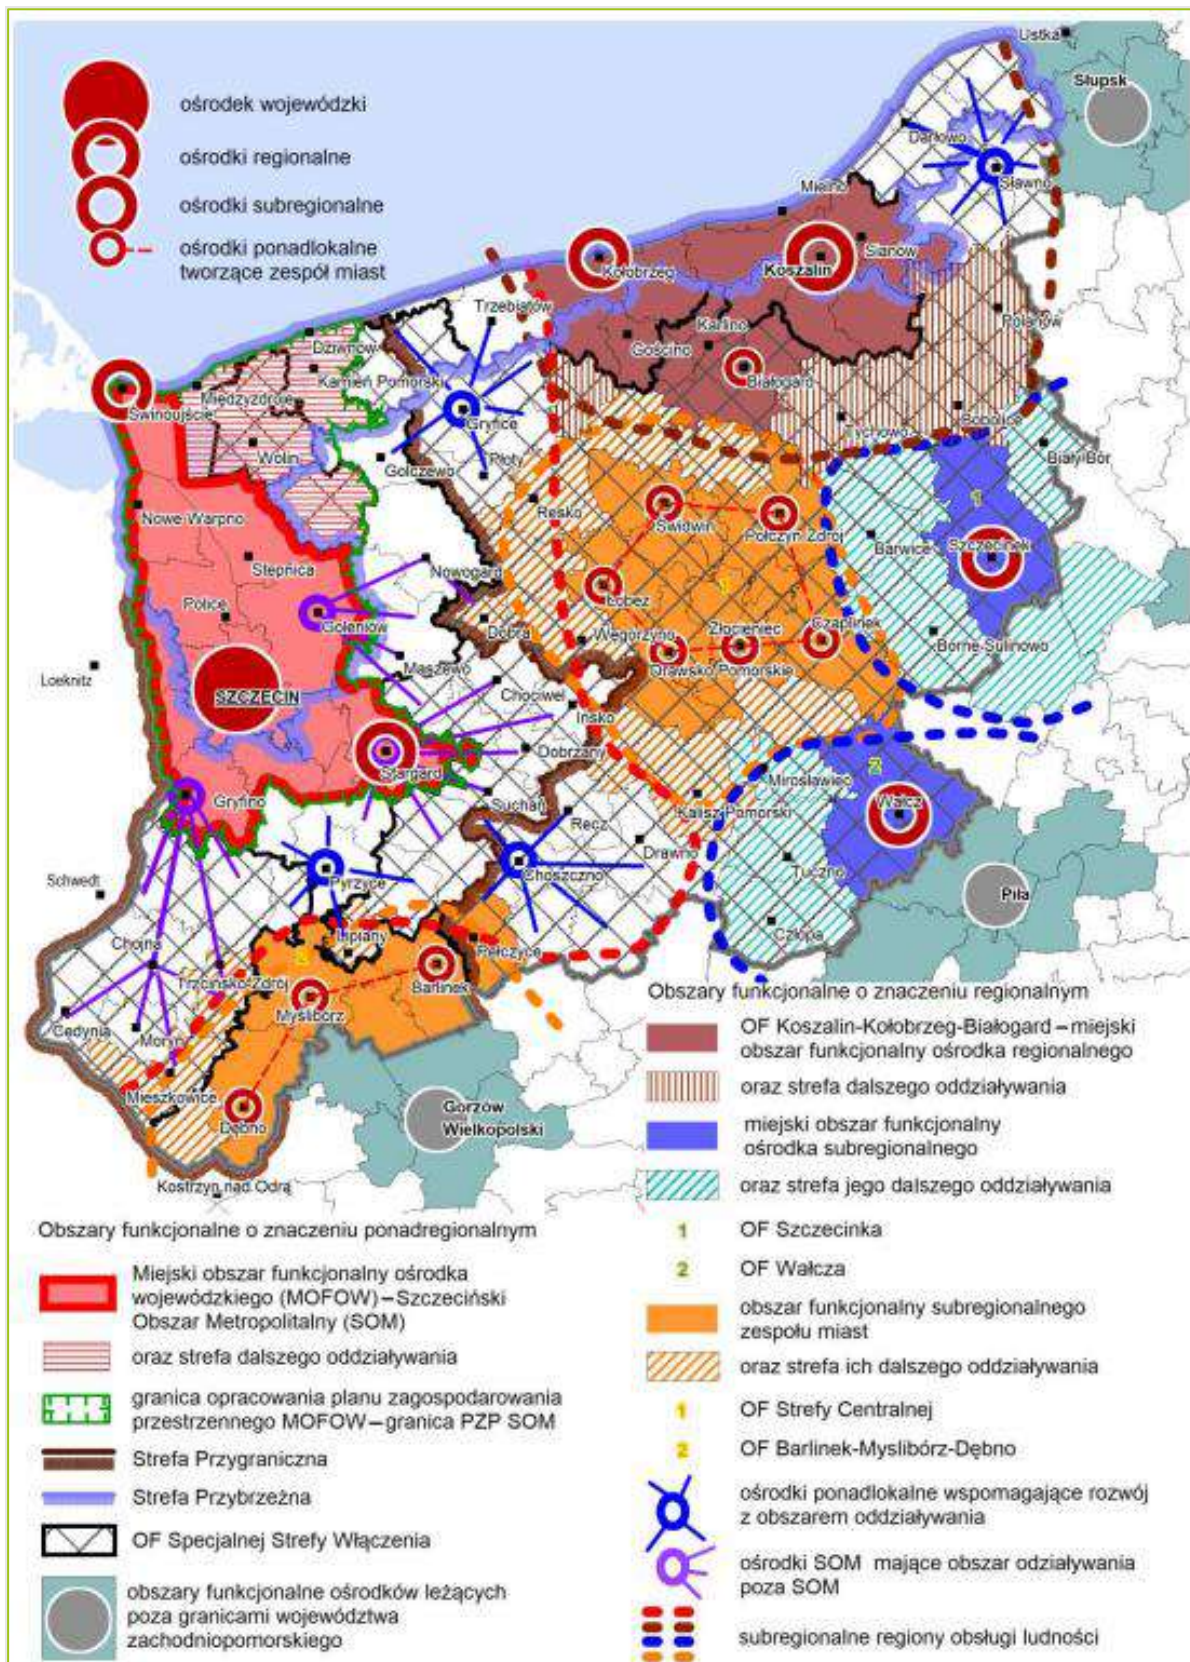 ośrodek wojewódzki
ośrodki regionalne
ośrodki subregionalne
ośrodki ponadlokalne
tworzące zespół miast
Ustka
Słupsk
Darłowo
Sławno
Mielno
Sianów
Kołobrzeg
Koszalin
Trzebiatów
Polanów
Karlino
Gościno
Dziwnów
Białogard
Kamień Pomorski
Świnoujście
Międzyzdroje
Gryfice
Tychowo
Bobolice
Wolin
Golczewo
Płoty
Biały Bór
Resko
1
Nowe Warpno
Świdwin
Połczyn Zdrój
Barwice
Szczecinek
Stepnica
Nowogard
Police
Łobez
Goleniów
Dobra
Węgorzyno
Złocieniec
Czaplinek
Borne-Sulinowo
Maszewo
Drawsko Pomorskie
Loeknitz
Chociwel
SZCZECIN
Ińsko
Dobrzany
Stargard
2
Mirosławiec
Gryfino
Suchań
Recz
Kalisz Pomorski
Wałcz
Drawno
Schwedt
Pyrzyce
Choszczno
Tuczno
Piła
Człopa
Chojna
Lipiany
Pełczyce
Trzcińsko-Zdrój
2
Barlinek
Myślibórz
Cedynia
Moryń
Mieszkowice
Dębno
Gorzów
Wielkopolski
Kostrzyn nad Odrą
Obszary funkcjonalne o znaczeniu regionalnym
OF Koszalin-Kołobrzeg-Białogard – miejski
obszar funkcjonalny ośrodka regionalnego
oraz strefa dalszego oddziaływania
miejski obszar funkcjonalny
ośrodka subregionalnego
oraz strefa jego dalszego oddziaływania
1 OF Szczecinka
2 OF Wałcza
obszar funkcjonalny subregionalnego
zespołu miast
oraz strefa ich dalszego oddziaływania
1 OF Strefy Centralnej
2 OF Barlinek-Myslibórz-Dębno
ośrodki ponadlokalne wspomagające rozwój
z obszarem oddziaływania
ośrodki SOM mające obszar odziaływania
poza SOM
subregionalne regiony obsługi ludności
Obszary funkcjonalne o znaczeniu ponadregionalnym
Miejski obszar funkcjonalny ośrodka
wojewódzkiego (MOFOW) – Szczeciński
Obszar Metropolitalny (SOM)
oraz strefa dalszego oddziaływania
granica opracowania planu zagospodarowania
przestrzennego MOFOW – granica PZP SOM
Strefa Przygraniczna
Strefa Przybrzeżna
OF Specjalnej Strefy Włączenia
obszary funkcjonalne ośrodków leżących
poza granicami województwa
zachodniopomorskiego